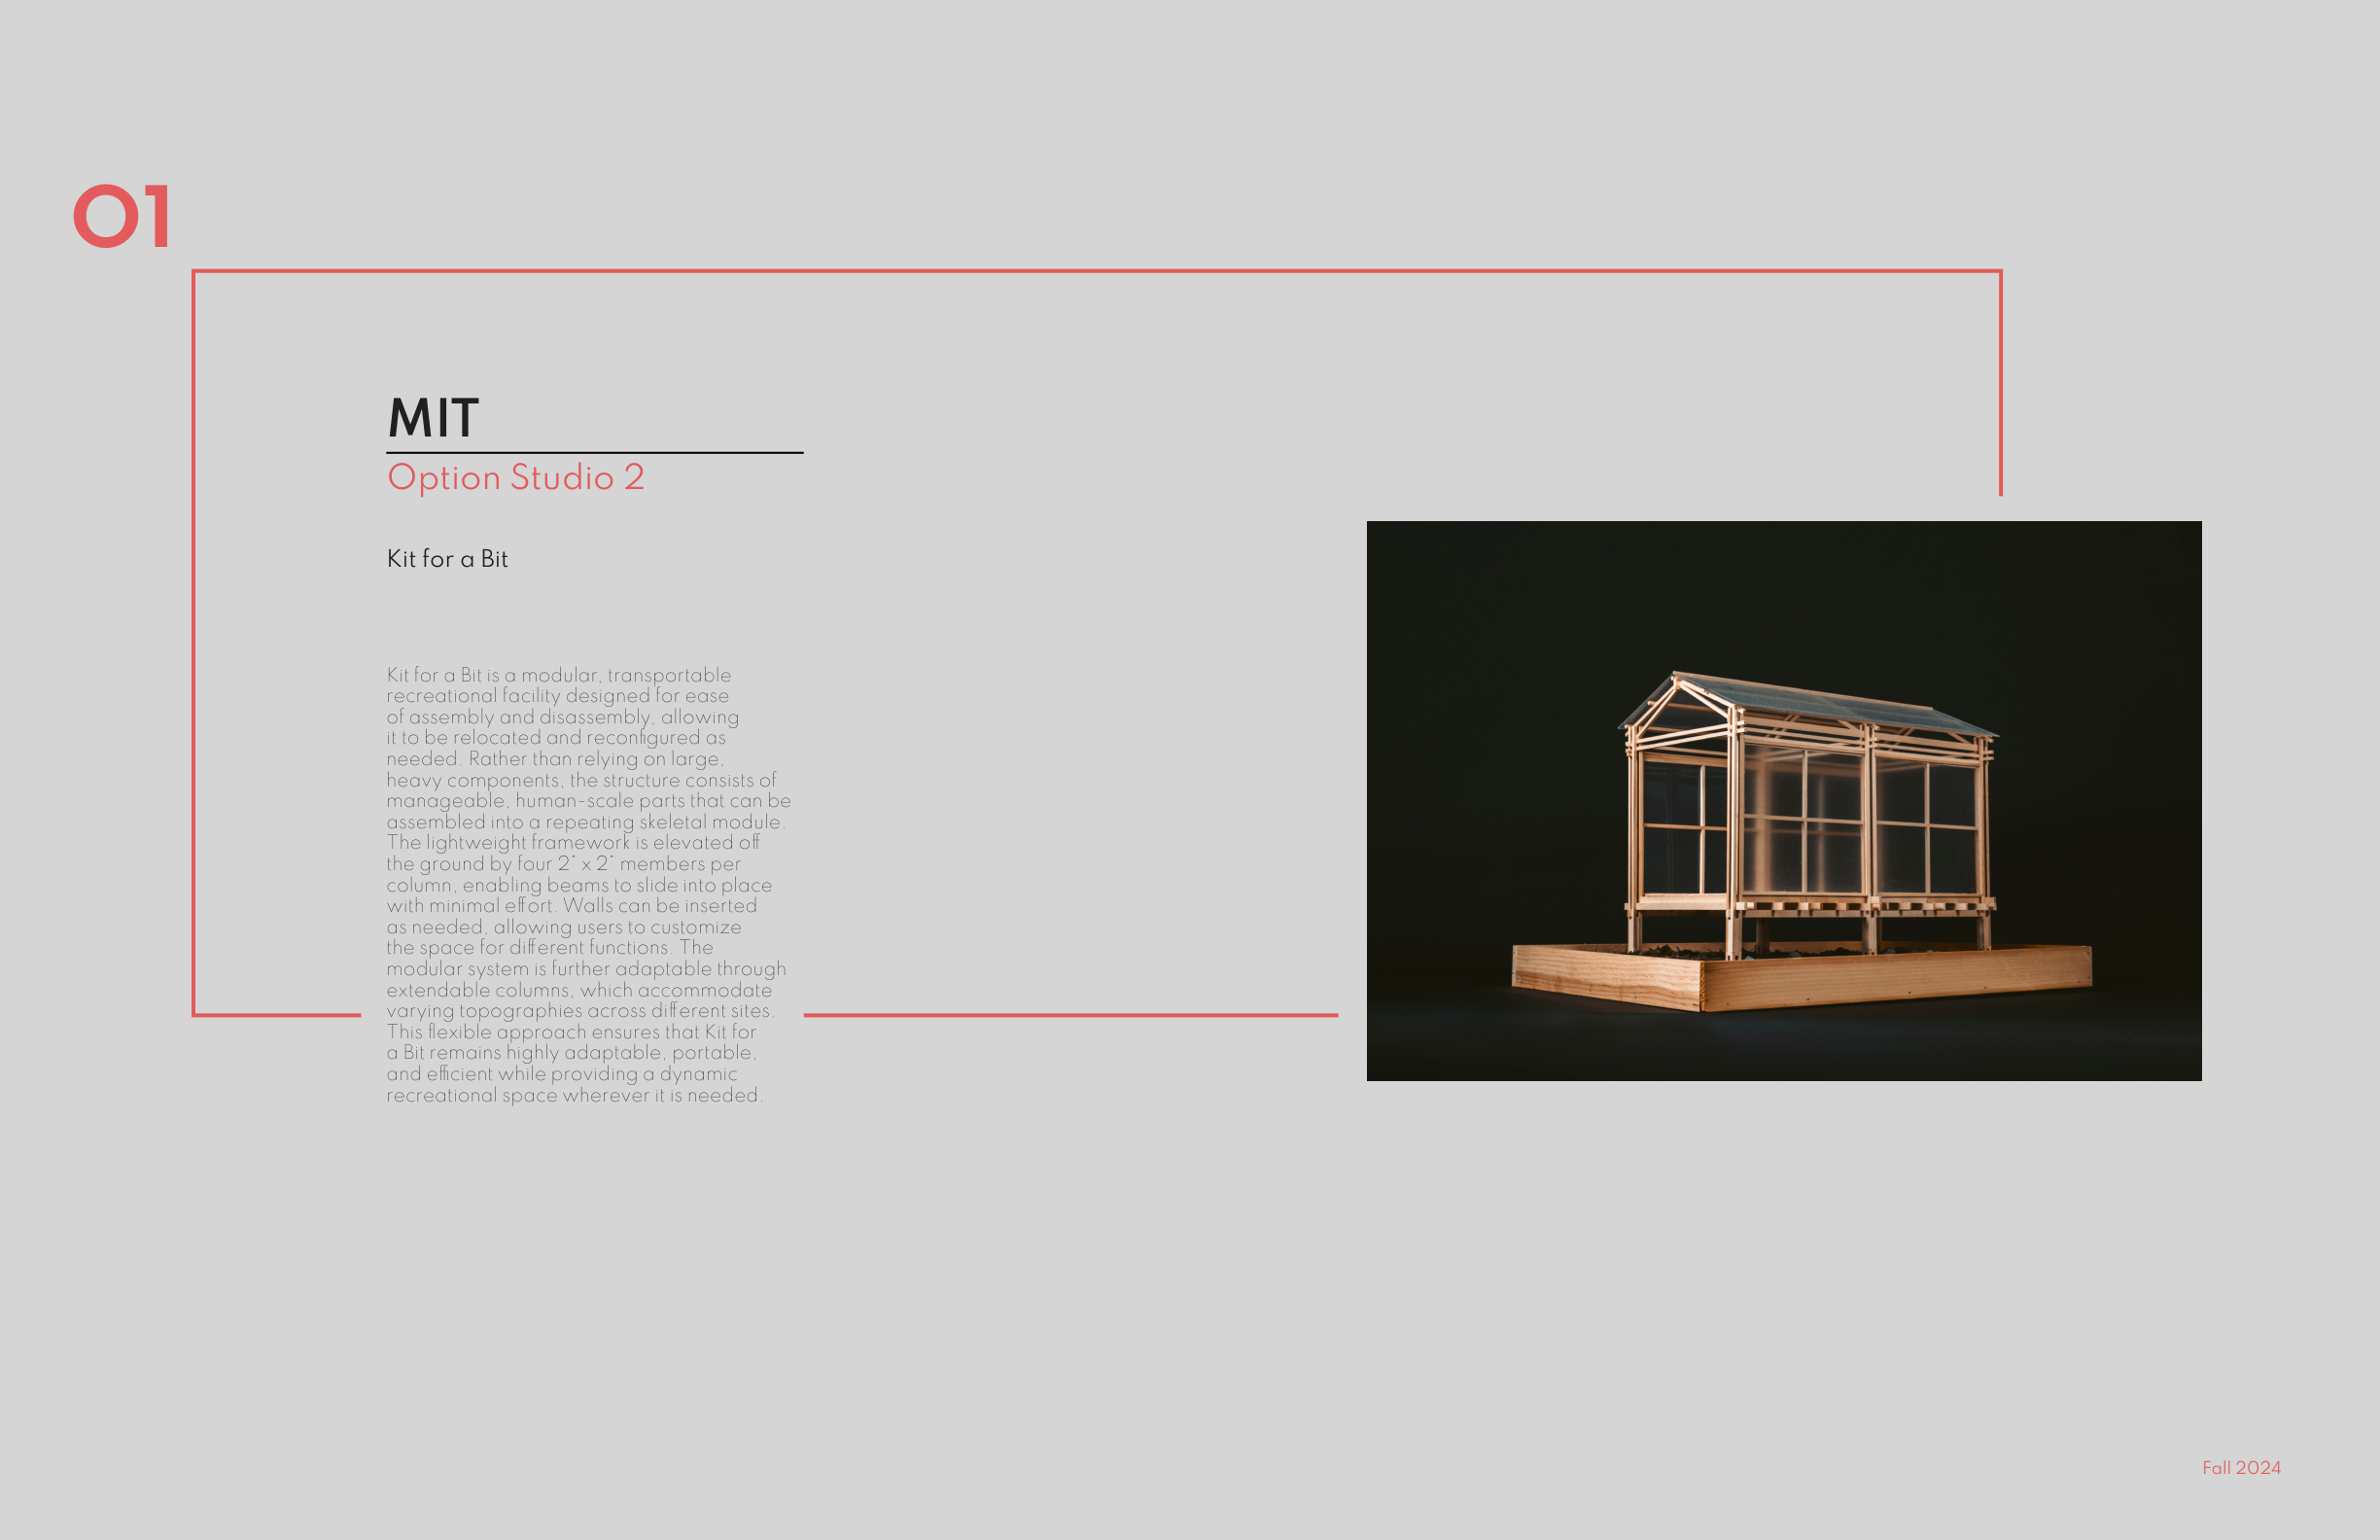 01
MIT
Option Studio 2
Kit for a Bit
Kit for a Bit is a modular, transportable
recreational facility designed for ease
of assembly and disassembly, allowing
it to be relocated and reconfigured as
needed. Rather than relying on large,
heavy components, the structure consists of
manageable, human-scale parts that can be
assembled into a repeating skeletal module.
The lightweight framework is elevated off
the ground by four 2" x 2" members per
column, enabling beams to slide into place
with minimal effort. Walls can be inserted
as needed, allowing users to customize
the space for different functions. The
modular system is further adaptable through
extendable columns, which accommodate
varying topographies across different sites.
This flexible approach ensures that Kit for
a Bit remains highly adaptable, portable,
and efficient while providing a dynamic
recreational space wherever it is needed.
Fall 2024